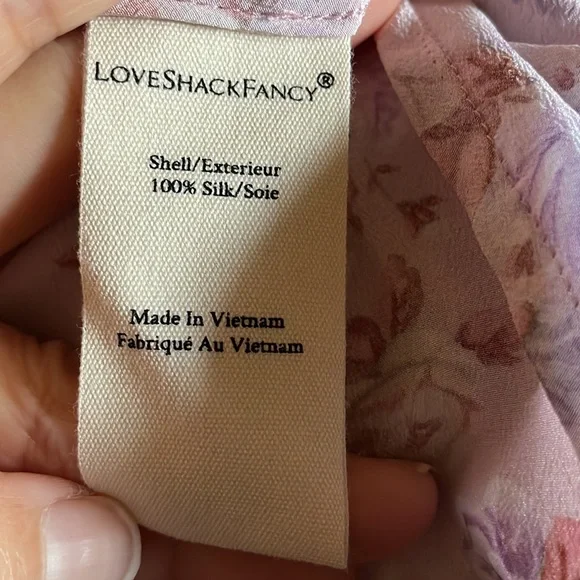 LOVESHACKFANCY®
Shell/Exterieur
100% Silk/Soie
Made In Vietnam
Fabriqué Au Vietnam